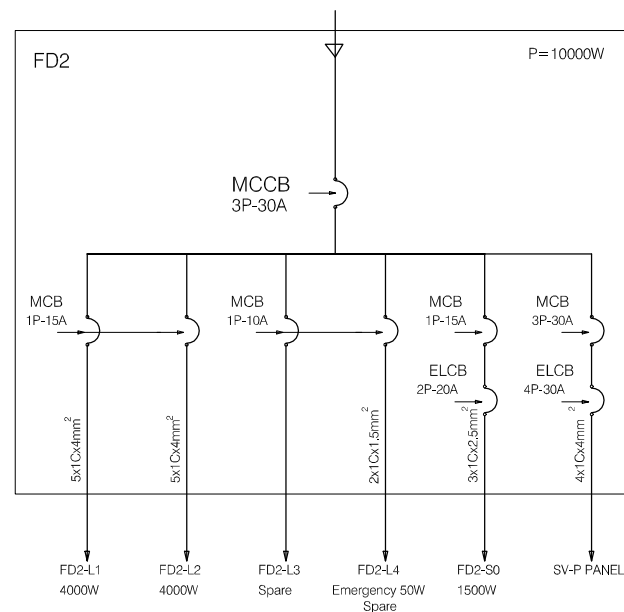 FD2
P=10000W
MCCB
3P-30A
MCB
1P-15A
MCB
1P-10A
MCB
1P-15A
MCB
3P-30A
ELCB
2P-20A
ELCB
4P-30A
5x1Cx4mm²
5x1Cx4mm²
2x1Cx1.5mm²
3x1Cx2.5mm²
4x1Cx4mm²
FD2-L1
4000W
FD2-L2
4000W
FD2-L3
Spare
FD2-L4
Emergency 50W
Spare
FD2-S0
1500W
SV-P PANEL